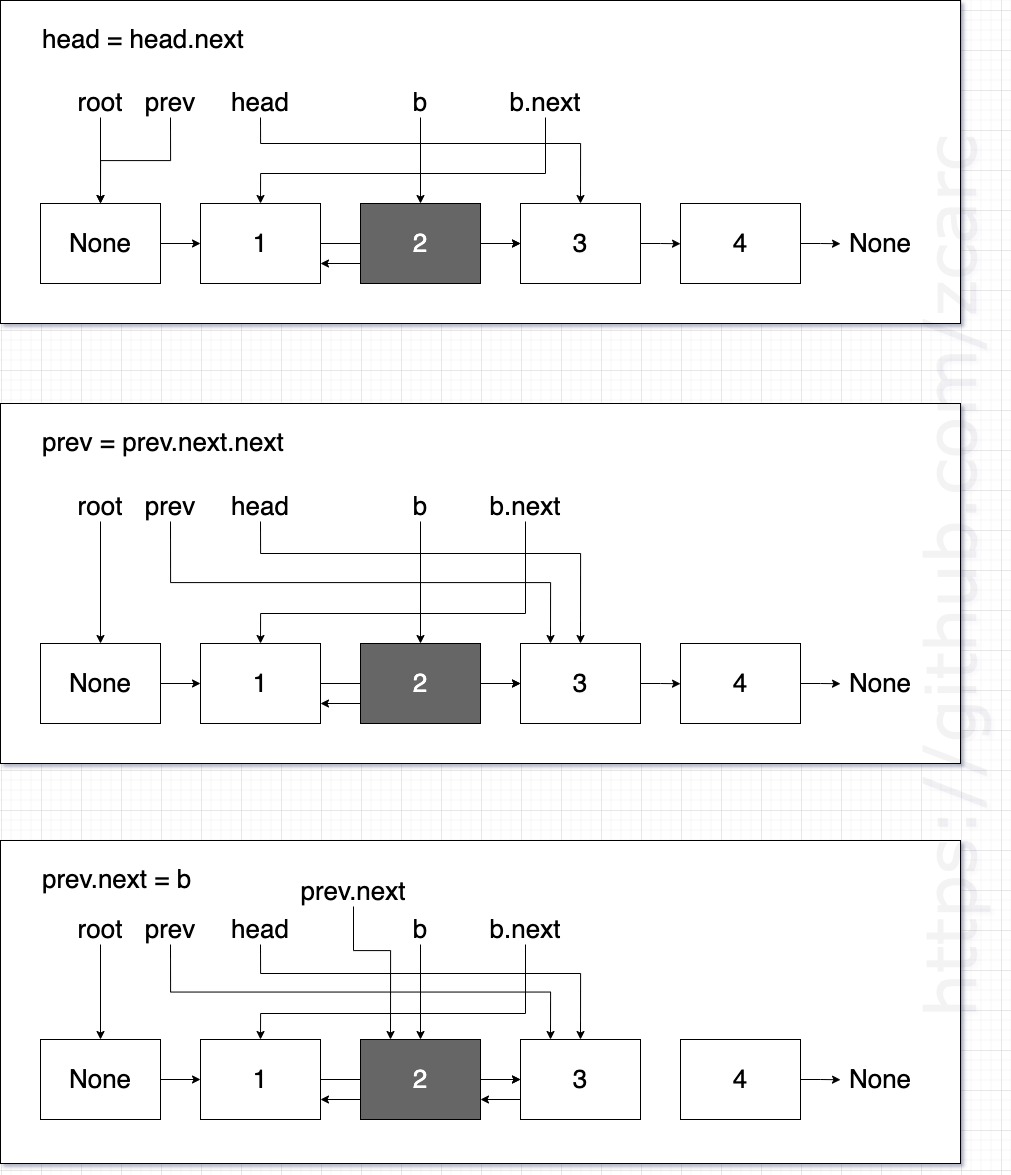 head = head.next
root prev head b b.next
None 1 2 3 4 None
prev = prev.next.next
root prev head b b.next
None 1 2 3 4 None
prev.next = b
prev.next
root prev head b b.next
None 1 2 3 4 None
https://github.com/zcarc